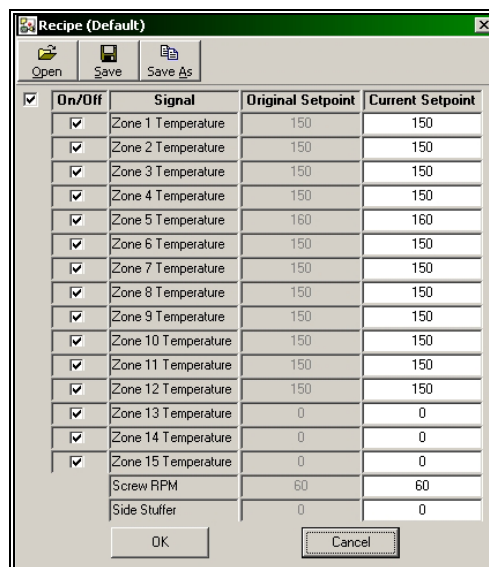 Recipe (Default)
Open Save Save As
On/Off Signal Original Setpoint Current Setpoint
Zone 1 Temperature 150 150
Zone 2 Temperature 150 150
Zone 3 Temperature 150 150
Zone 4 Temperature 150 150
Zone 5 Temperature 160 160
Zone 6 Temperature 150 150
Zone 7 Temperature 150 150
Zone 8 Temperature 150 150
Zone 9 Temperature 150 150
Zone 10 Temperature 150 150
Zone 11 Temperature 150 150
Zone 12 Temperature 150 150
Zone 13 Temperature 0 0
Zone 14 Temperature 0 0
Zone 15 Temperature 0 0
Screw RPM 60 60
Side Stuffer 0 0
OK Cancel